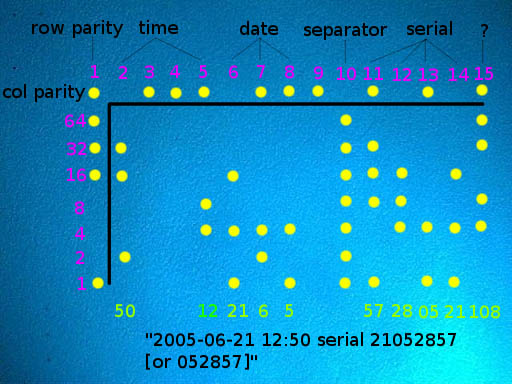 row parity time date separator serial ?
1 2 3 4 5 6 7 8 9 10 11 12 13 14 15
col parity
64
32
16
8
4
2
1
50 12 21 6 5 57 28 05 21 108
"2005-06-21 12:50 serial 21052857
[or 052857]"